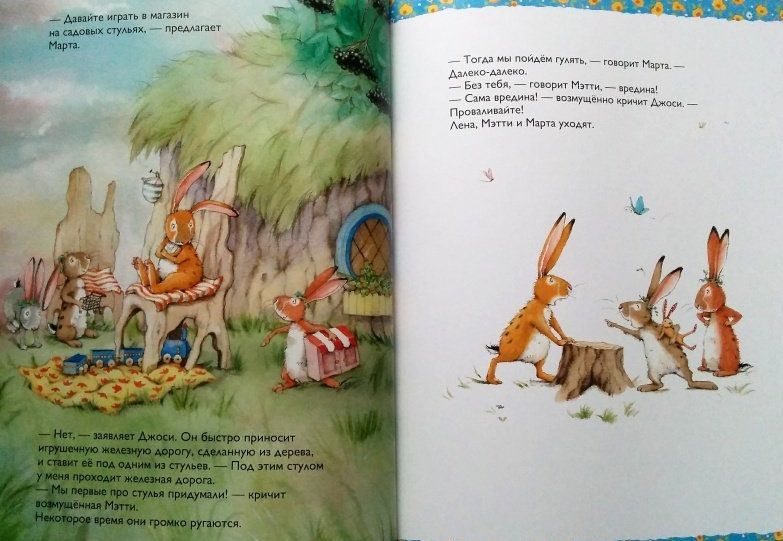 — Давайте играть в магазин
на садовых стульях, — предлагает
Марта.
— Нет, — заявляет Джоси. Он быстро приносит
игрушечную железную дорогу, сделанную из дерева,
и ставит её под одним из стульев. — Под этим стулом
у меня проходит железная дорога.
— Мы первые про стулья придумали! — кричит
возмущённая Мэтти.
Некоторое время они громко ругаются.
— Тогда мы пойдём гулять, — говорит Марта. —
Далеко-далеко.
— Без тебя, — говорит Мэтти, — вредина!
— Сама вредина! — возмущённо кричит Джоси. —
Проваливайте!
Лена, Мэтти и Марта уходят.